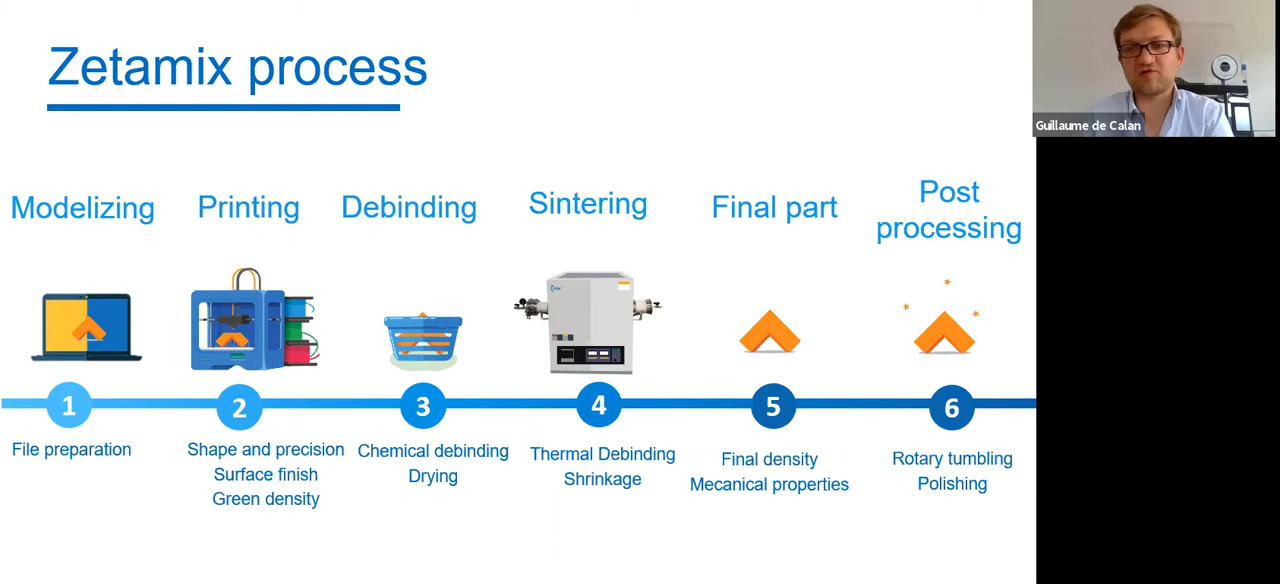 Zetamix process
Guillaume de Calan
Modelizing
Printing
Debinding
Sintering
Final part
Post
processing
1
2
3
4
5
6
File preparation
Shape and precision
Surface finish
Green density
Chemical debinding
Drying
Thermal Debinding
Shrinkage
Final density
Mecanical properties
Rotary tumbling
Polishing